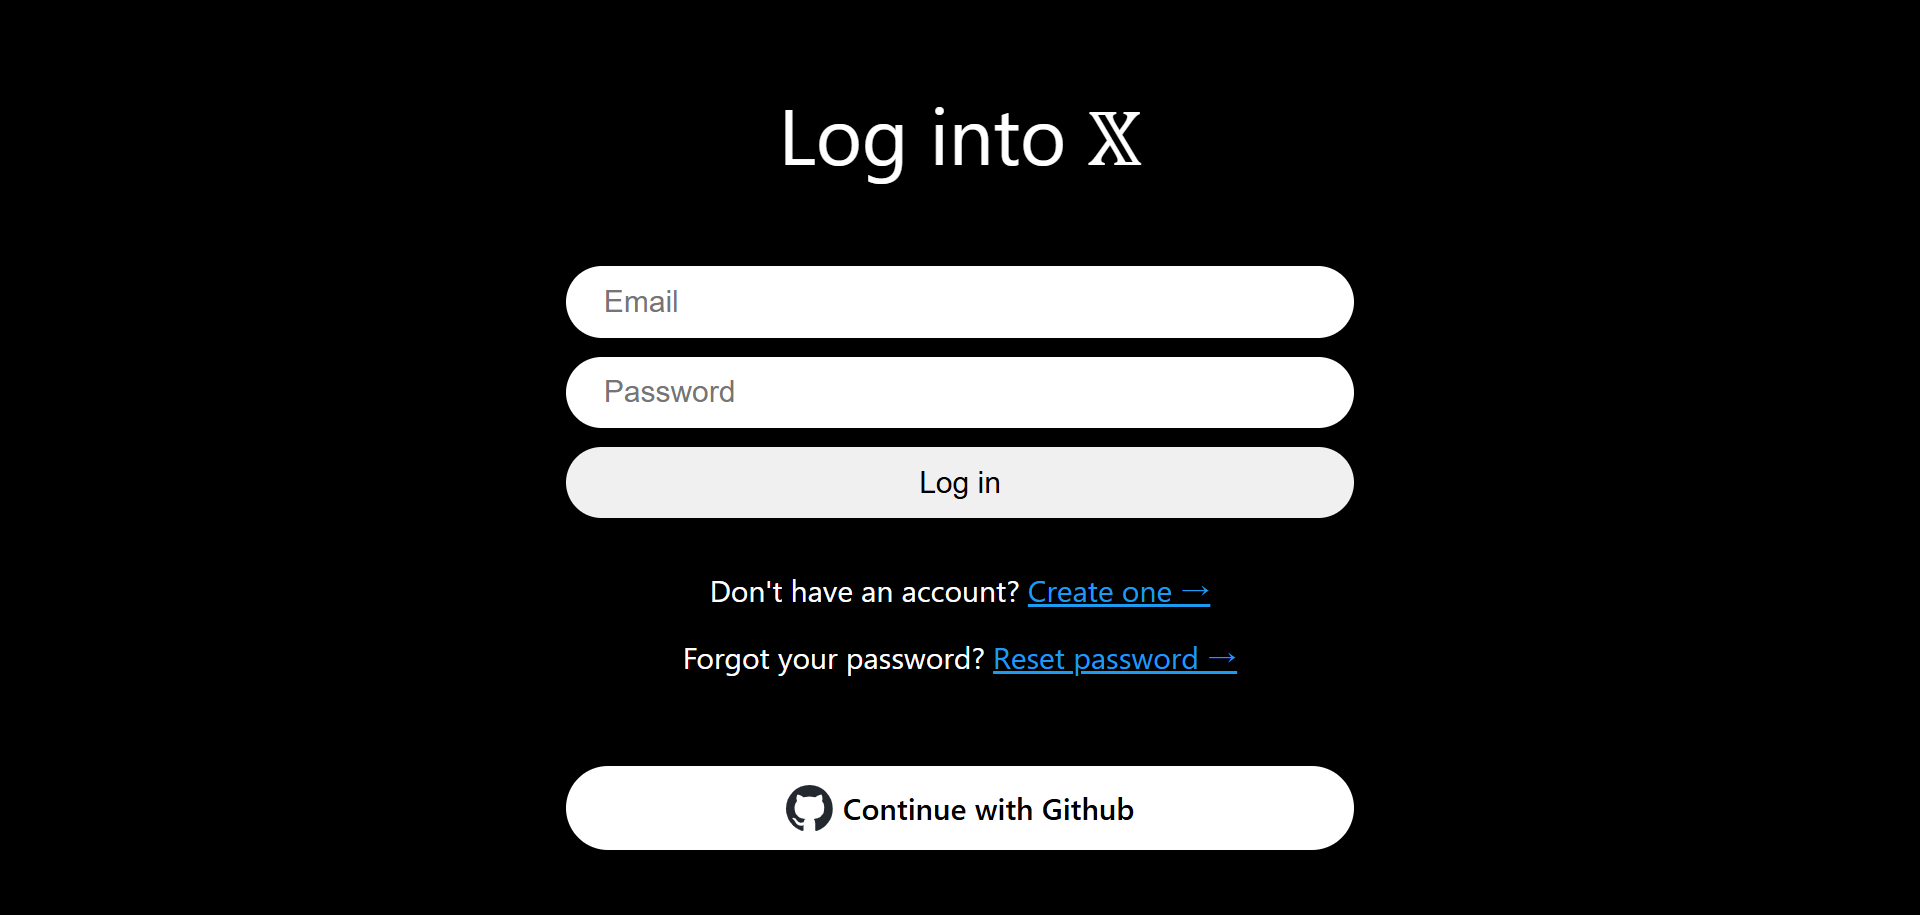 Log into 𝕏
Email
Password
Log in
Don't have an account? Create one →
Forgot your password? Reset password →
Continue with Github